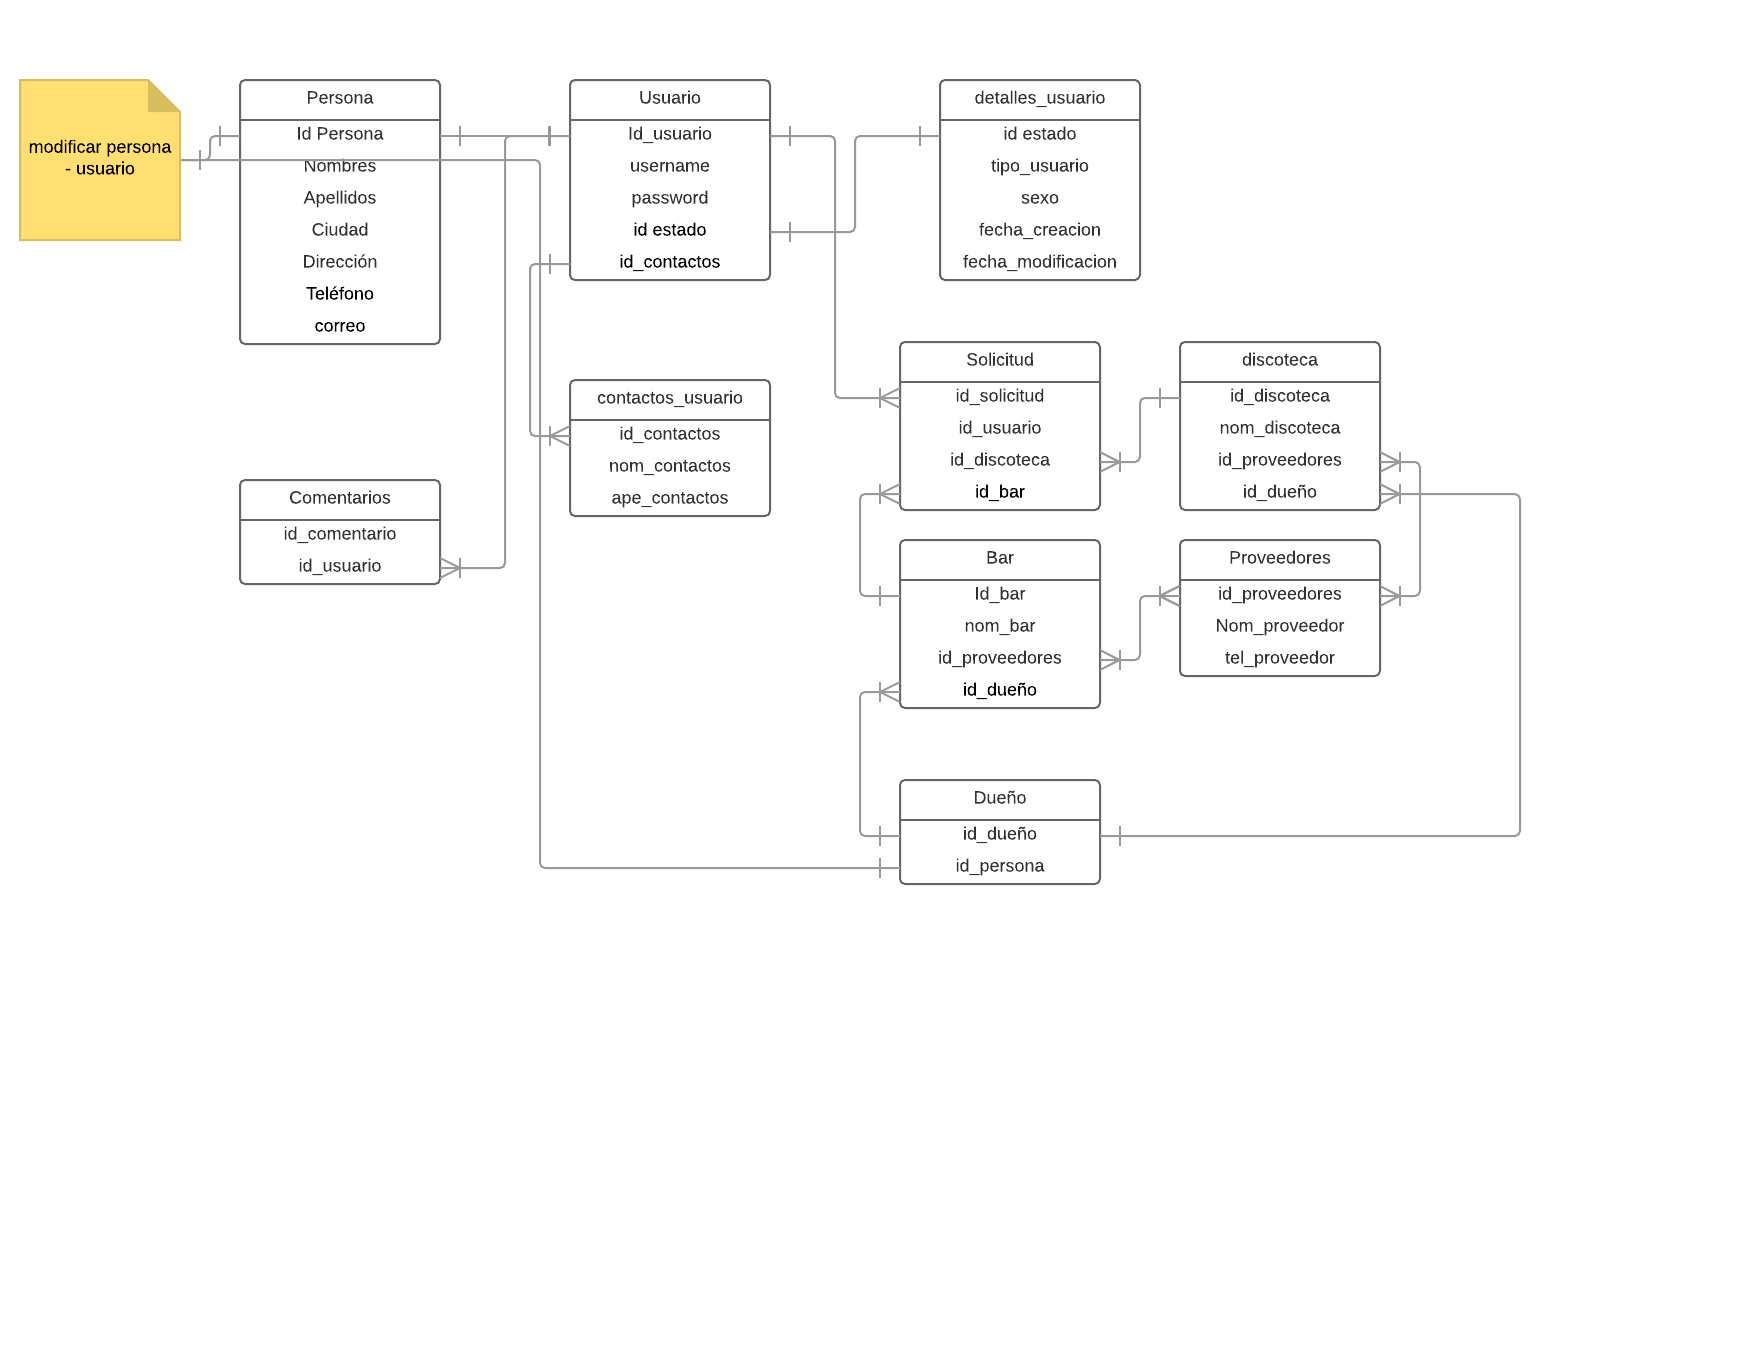 modificar persona
- usuario
Persona
Id Persona
Nombres
Apellidos
Ciudad
Dirección
Teléfono
correo
Usuario
Id_usuario
username
password
id estado
id_contactos
detalles_usuario
id estado
tipo_usuario
sexo
fecha_creacion
fecha_modificacion
contactos_usuario
id_contactos
nom_contactos
ape_contactos
Comentarios
id_comentario
id_usuario
Solicitud
id_solicitud
id_usuario
id_discoteca
id_bar
discoteca
id_discoteca
nom_discoteca
id_proveedores
id_dueño
Bar
Id_bar
nom_bar
id_proveedores
id_dueño
Proveedores
id_proveedores
Nom_proveedor
tel_proveedor
Dueño
id_dueño
id_persona